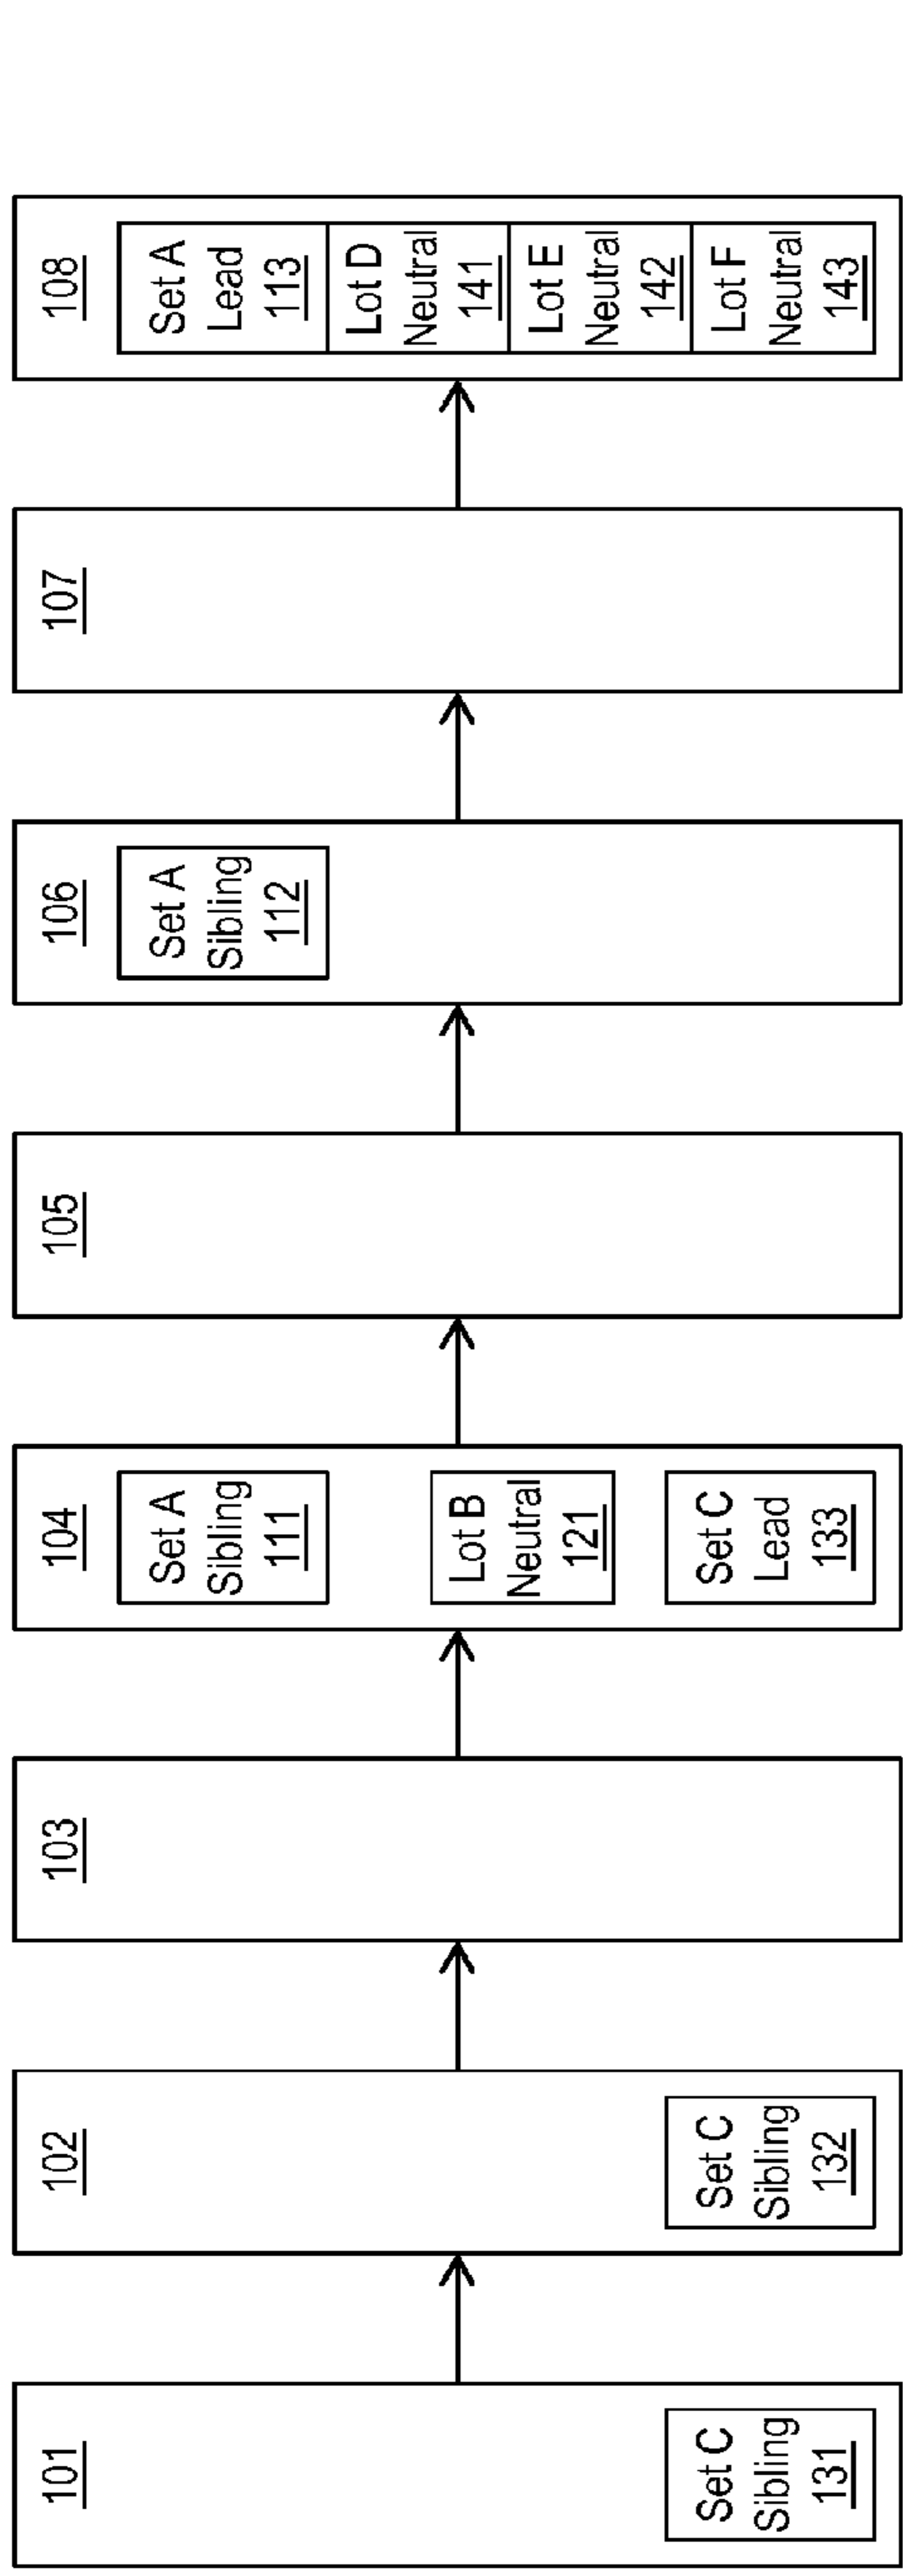 101
Set C
Sibling
131
102
Set C
Sibling
132
103
104
Set A
Sibling
111
Lot B
Neutral
121
Set C
Lead
133
105
106
Set A
Sibling
112
107
108
Set A
Lead
113
Lot D
Neutral
141
Lot E
Neutral
142
Lot F
Neutral
143